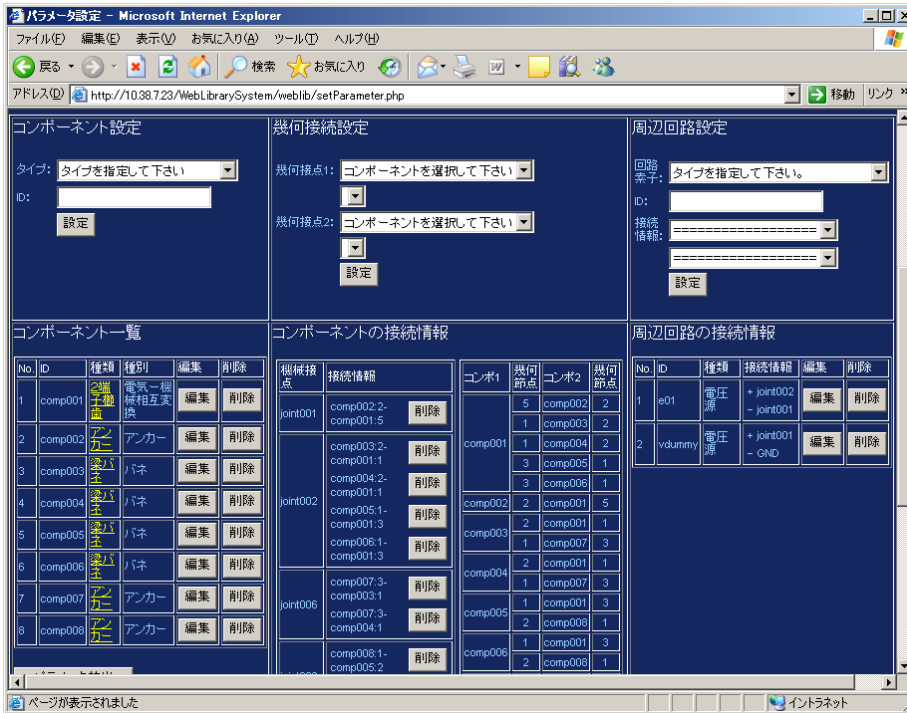 パラメータ設定 - Microsoft Internet Explorer
ファイル(F) 編集(E) 表示(V) お気に入り(A) ツール(T) ヘルプ(H)
戻る 検索 お気に入り
アドレス(D) http://10.38.7.23/WebLibrarySystem/weblib/setParameter.php 移動 リンク »
コンポーネント設定
タイプ: タイプを指定して下さい
ID:
設定
幾何接続設定
幾何接点1: コンポーネントを選択して下さい
幾何接点2: コンポーネントを選択して下さい
設定
周辺回路設定
回路
素子: タイプを指定して下さい。
ID:
接続
情報: ===================
===================
設定
コンポーネント一覧
No. ID 種類 種別 編集 削除
1 comp001 2端子櫛歯 電気ー機械相互変換 編集 削除
2 comp002 アンカー アンカー 編集 削除
3 comp003 梁バネ バネ 編集 削除
4 comp004 梁バネ バネ 編集 削除
5 comp005 梁バネ バネ 編集 削除
6 comp006 梁バネ バネ 編集 削除
7 comp007 アンカー アンカー 編集 削除
8 comp008 アンカー アンカー 編集 削除
コンポーネントの接続情報
機械接点 接続情報
joint001 comp002:2-
comp001:5 削除
joint002 comp003:2-
comp001:1 削除
comp004:2-
comp001:1 削除
comp005:1-
comp001:3 削除
comp006:1-
comp001:3 削除
joint006 comp007:3-
comp003:1 削除
comp007:3-
comp004:1 削除
comp008:1-
comp005:2 削除
コンポ1 幾何節点 コンポ2 幾何節点
comp001 5 comp002 2
1 comp003 2
1 comp004 2
3 comp005 1
3 comp006 1
comp002 2 comp001 5
comp003 2 comp001 1
1 comp007 3
comp004 2 comp001 1
1 comp007 3
comp005 1 comp001 3
2 comp008 1
comp006 1 comp001 3
2 comp008 1
周辺回路の接続情報
No. ID 種類 接続情報 編集 削除
1 e01 電圧源 + joint002
- joint001 編集 削除
2 vdummy 電圧源 + joint001
- GND 編集 削除
ページが表示されました イントラネット